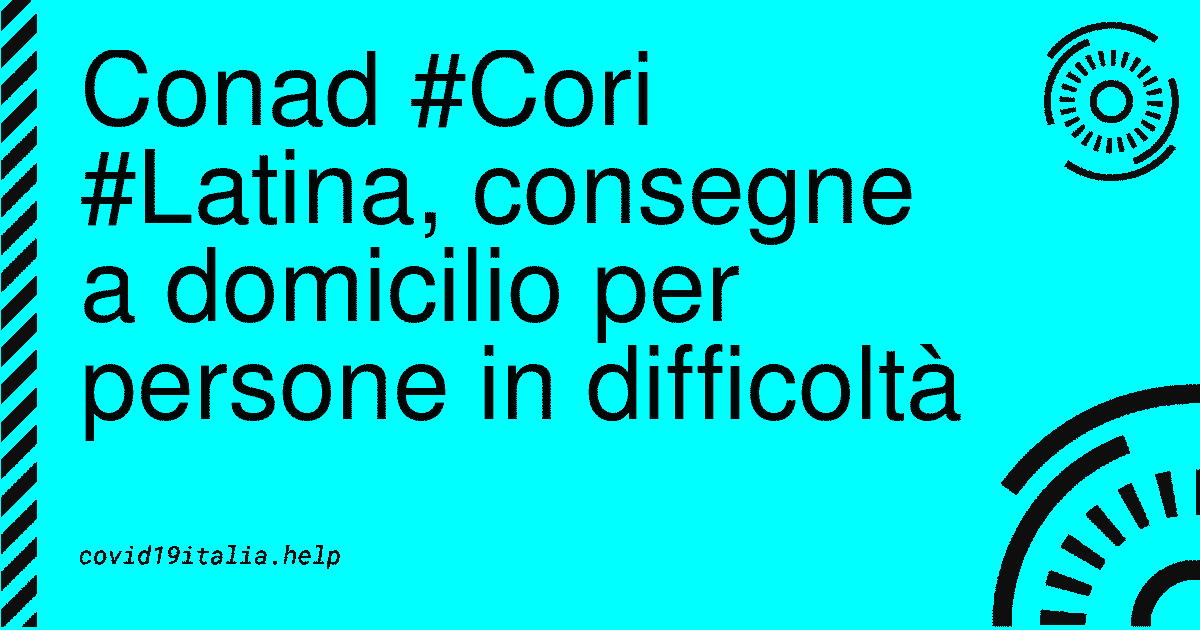 Conad #Cori
#Latina, consegne
a domicilio per
persone in difficoltà
covid19italia.help